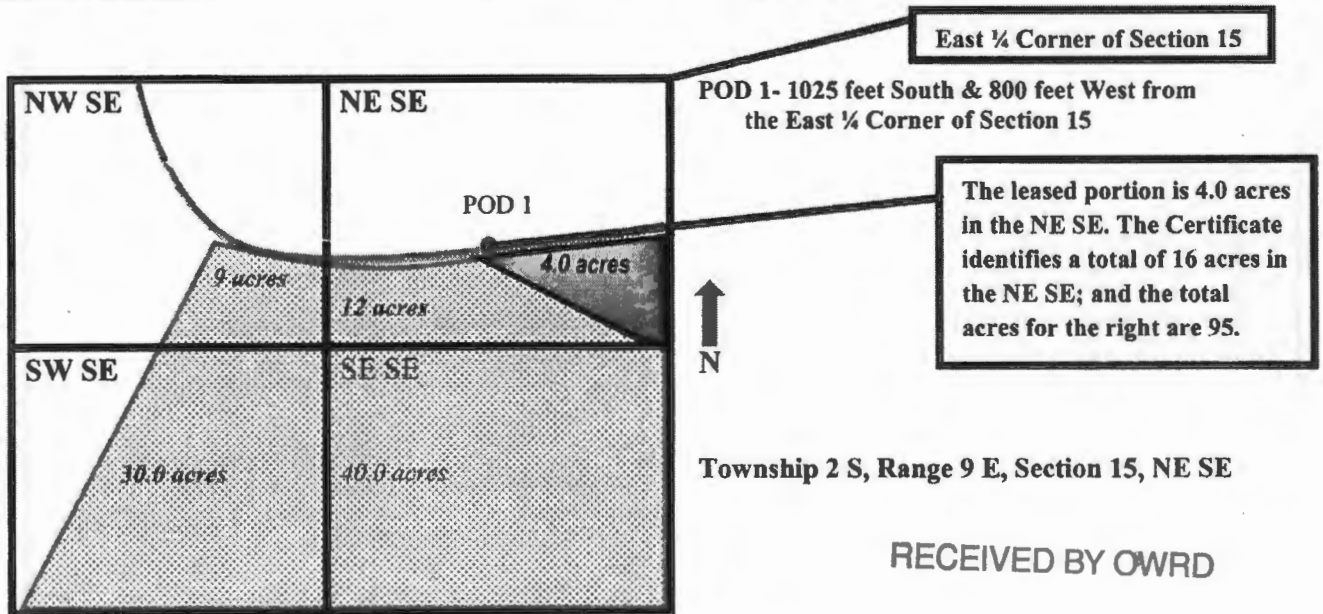 East ¼ Corner of Section 15
NW SE
NE SE
POD 1- 1025 feet South & 800 feet West from
the East ¼ Corner of Section 15
POD 1
The leased portion is 4.0 acres
in the NE SE. The Certificate
identifies a total of 16 acres in
the NE SE; and the total
acres for the right are 95.
4.0 acres
9 acres
12 acres
N
SW SE
SE SE
30.0 acres
40.0 acres
Township 2 S, Range 9 E, Section 15, NE SE
RECEIVED BY OWRD